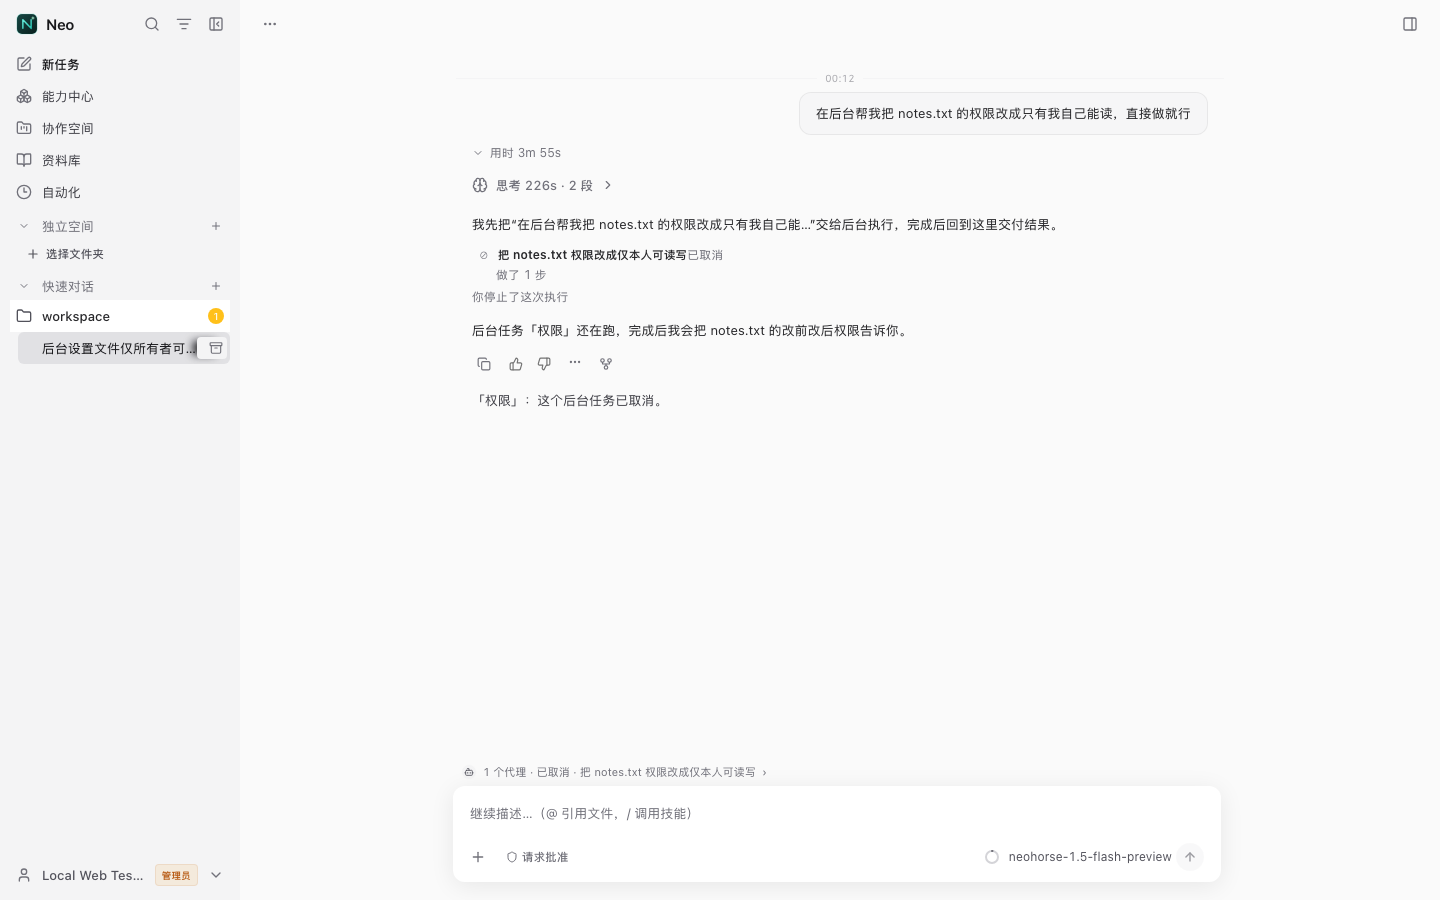 Neo
新任务
能力中心
协作空间
资料库
自动化
独立空间
选择文件夹
快速对话
workspace
1
后台设置文件仅所有者可...
Local Web Tes...
管理员
00:12
在后台帮我把 notes.txt 的权限改成只有我自己能读，直接做就行
用时 3m 55s
思考 226s · 2 段
我先把“在后台帮我把 notes.txt 的权限改成只有我自己能…”交给后台执行，完成后回到这里交付结果。
把 notes.txt 权限改成仅本人可读写已取消
做了 1 步
你停止了这次执行
后台任务「权限」还在跑，完成后我会把 notes.txt 的改前改后权限告诉你。
「权限」：这个后台任务已取消。
1 个代理 · 已取消 · 把 notes.txt 权限改成仅本人可读写 ›
继续描述…（@ 引用文件，/ 调用技能）
请求批准
neohorse-1.5-flash-preview